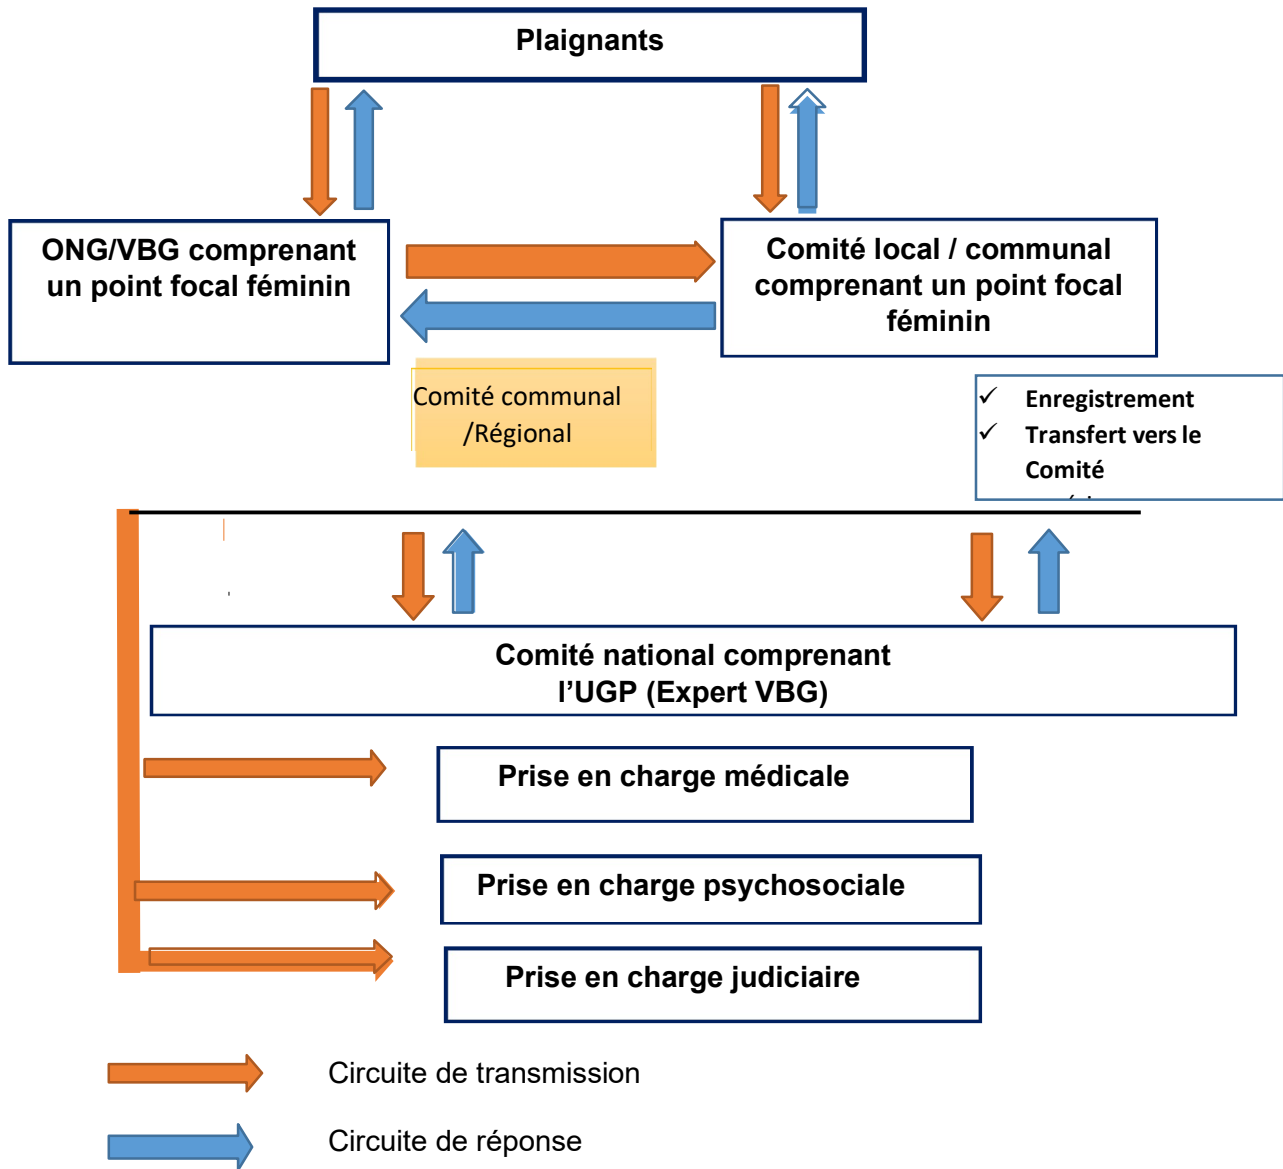 Plaignants
ONG/VBG comprenant
un point focal féminin
Comité local / communal
comprenant un point focal
féminin
Comité communal
/Régional
✓ Enregistrement
✓ Transfert vers le
Comité
Comité national comprenant
l’UGP (Expert VBG)
Prise en charge médicale
Prise en charge psychosociale
Prise en charge judiciaire
Circuite de transmission
Circuite de réponse